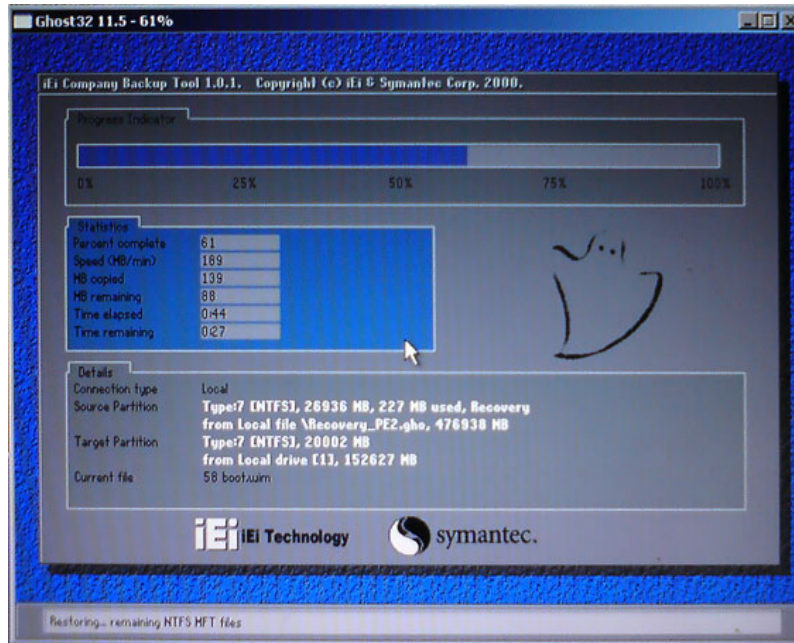 Ghost32 11.5 - 61%
iEi Company Backup Tool 1.0.1. Copyright (c) iEi & Symantec Corp. 2000.
Progress Indicator
0% 25% 50% 75% 100%
Statistics
Percent complete 61
Speed (MB/min) 189
MB copied 139
MB remaining 88
Time elapsed 0:44
Time remaining 0:27
Details
Connection type Local
Source Partition Type:7 [NTFS], 26936 MB, 227 MB used, Recovery
from Local file \Recovery_PE2.gho, 476938 MB
Target Partition Type:7 [NTFS], 20002 MB
from Local drive [1], 152627 MB
Current file 58 boot.wim
iEi iEi Technology symantec.
Restoring... remaining NTFS MFT files